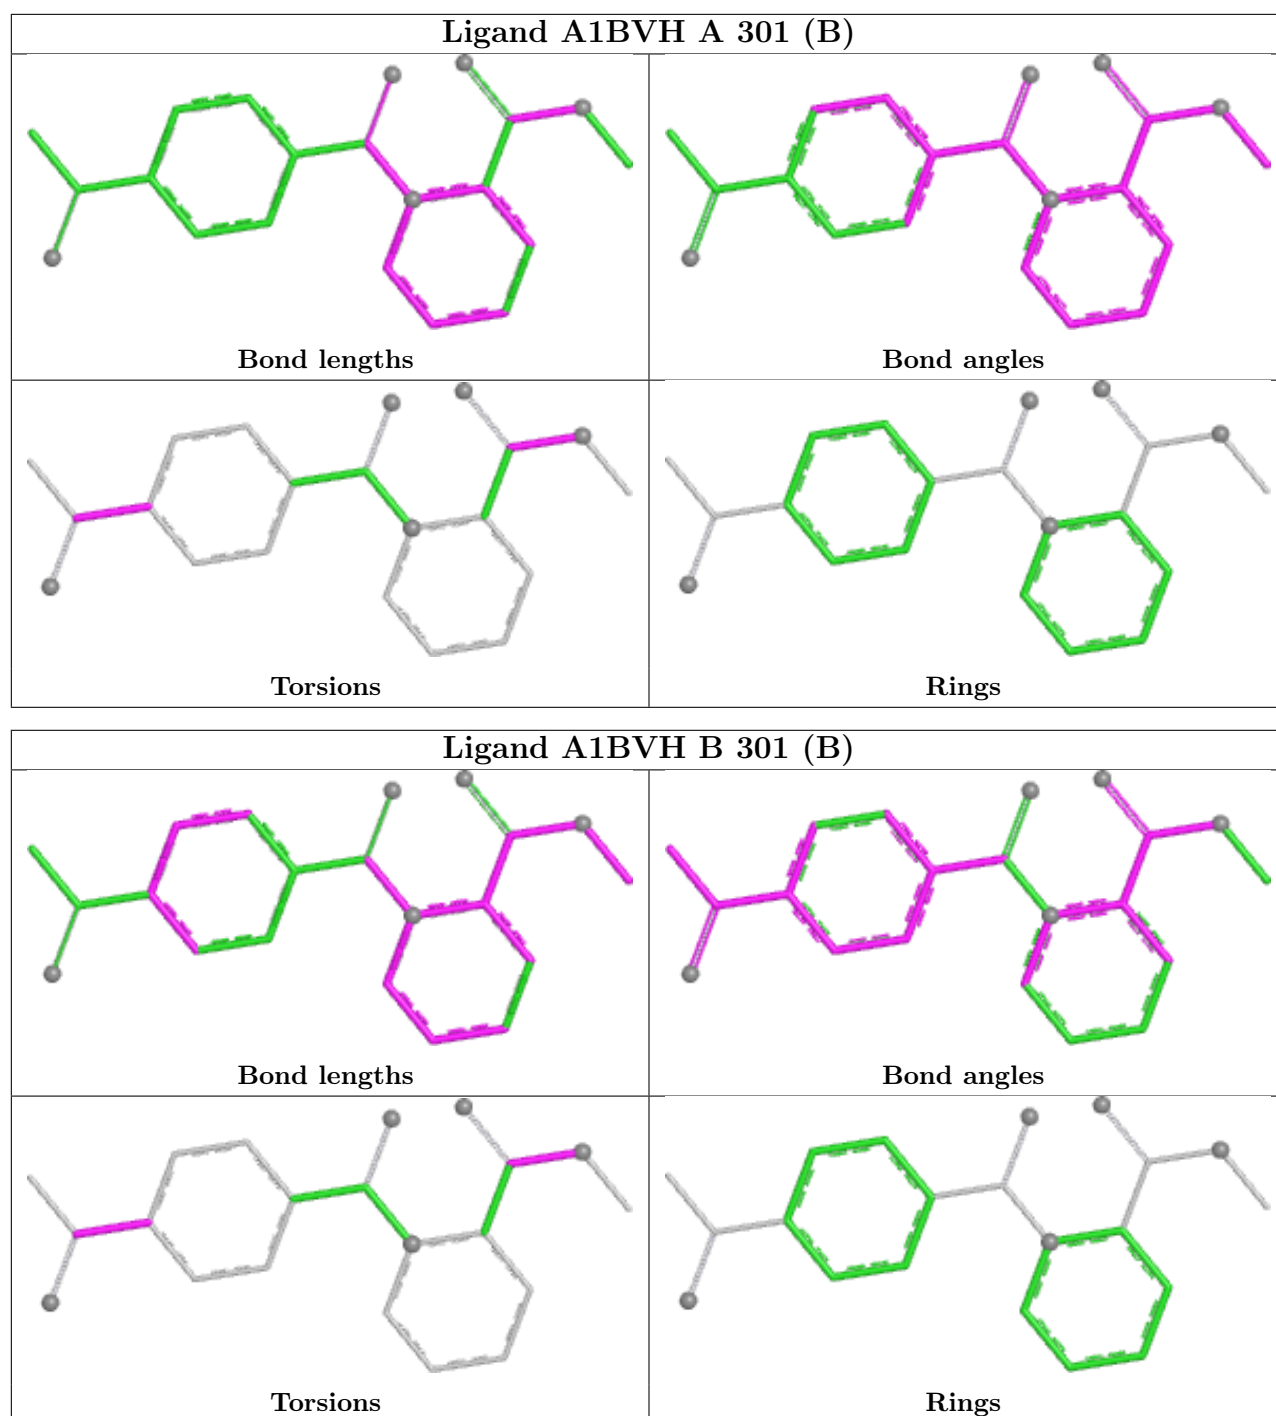 Ligand A1BVH A 301 (B)
Bond lengths
Bond angles
Torsions
Rings
Ligand A1BVH B 301 (B)
Bond lengths
Bond angles
Torsions
Rings